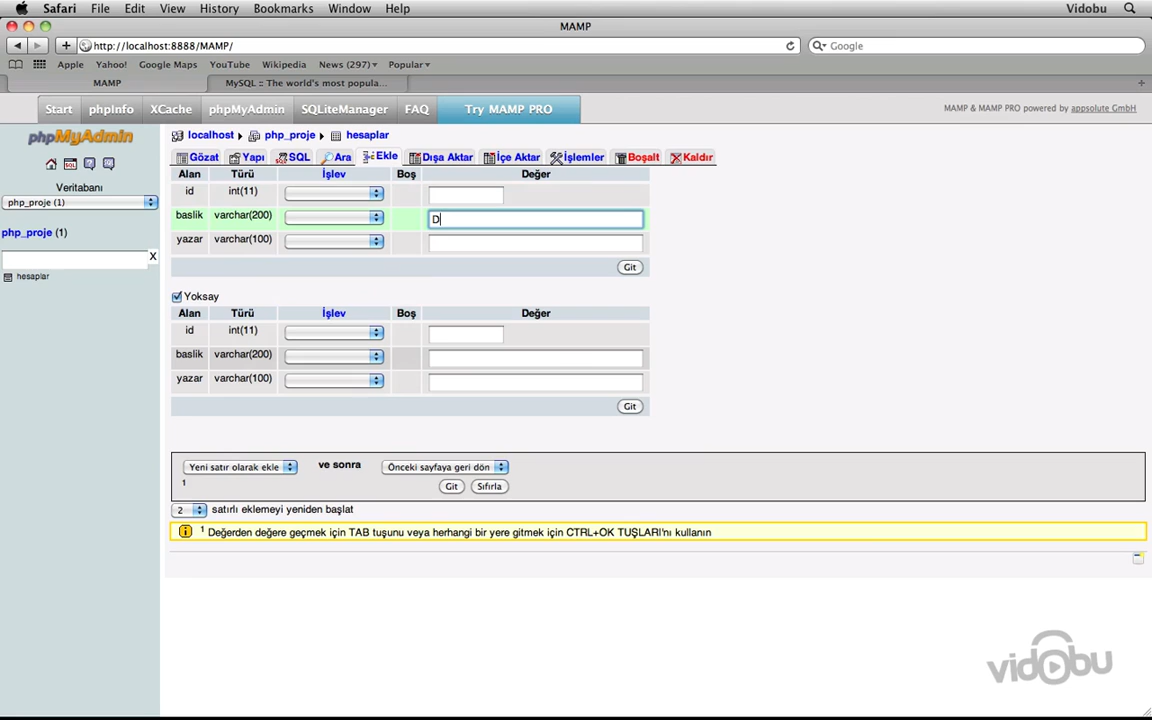 Safari File Edit View History Bookmarks Window Help Vidobu
MAMP
http://localhost:8888/MAMP/ Google
Apple Yahoo! Google Maps YouTube Wikipedia News (297) Popular
MAMP MySQL :: The world's most popula...
Start phpInfo XCache phpMyAdmin SQLiteManager FAQ Try MAMP PRO MAMP & MAMP PRO powered by appsolute GmbH
phpMyAdmin
Veritabanı
php_proje (1)
php_proje (1)
X
hesaplar
localhost php_proje hesaplar
Gözat Yapı SQL Ara Ekle Dışa Aktar İçe Aktar İşlemler Boşalt Kaldır
Alan Türü İşlev Boş Değer
id int(11)
baslik varchar(200) D
yazar varchar(100)
Git
Yoksay
Alan Türü İşlev Boş Değer
id int(11)
baslik varchar(200)
yazar varchar(100)
Git
Yeni satır olarak ekle ve sonra Önceki sayfaya geri dön
1
Git Sıfırla
2 satırlı eklemeyi yeniden başlat
1 Değerden değere geçmek için TAB tuşunu veya herhangi bir yere gitmek için CTRL+OK TUŞLARI'nı kullanın
vidobu